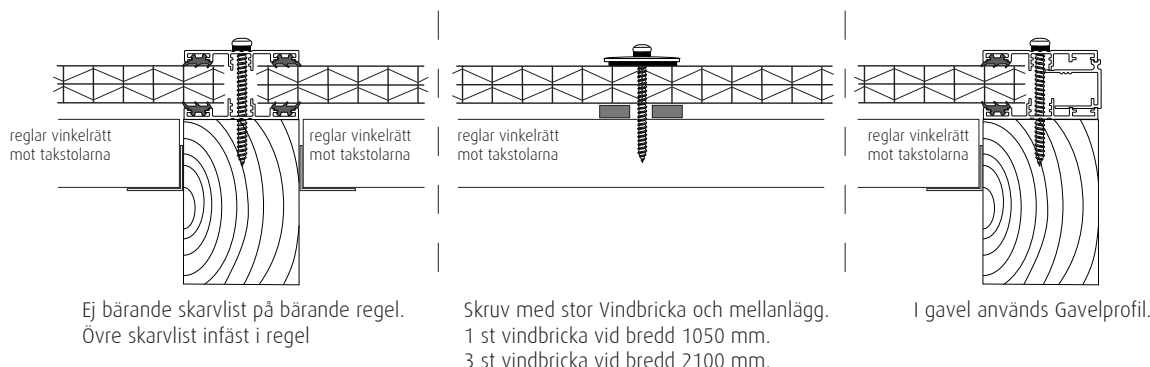 reglar vinkelrätt
mot takstolarna
reglar vinkelrätt
mot takstolarna
reglar vinkelrätt
mot takstolarna
reglar vinkelrätt
mot takstolarna
Ej bärande skarvlist på bärande regel.
Övre skarvlist infäst i regel
Skruv med stor Vindbricka och mellanlägg.
1 st vindbricka vid bredd 1050 mm.
3 st vindbricka vid bredd 2100 mm.
I gavel används Gavelprofil.